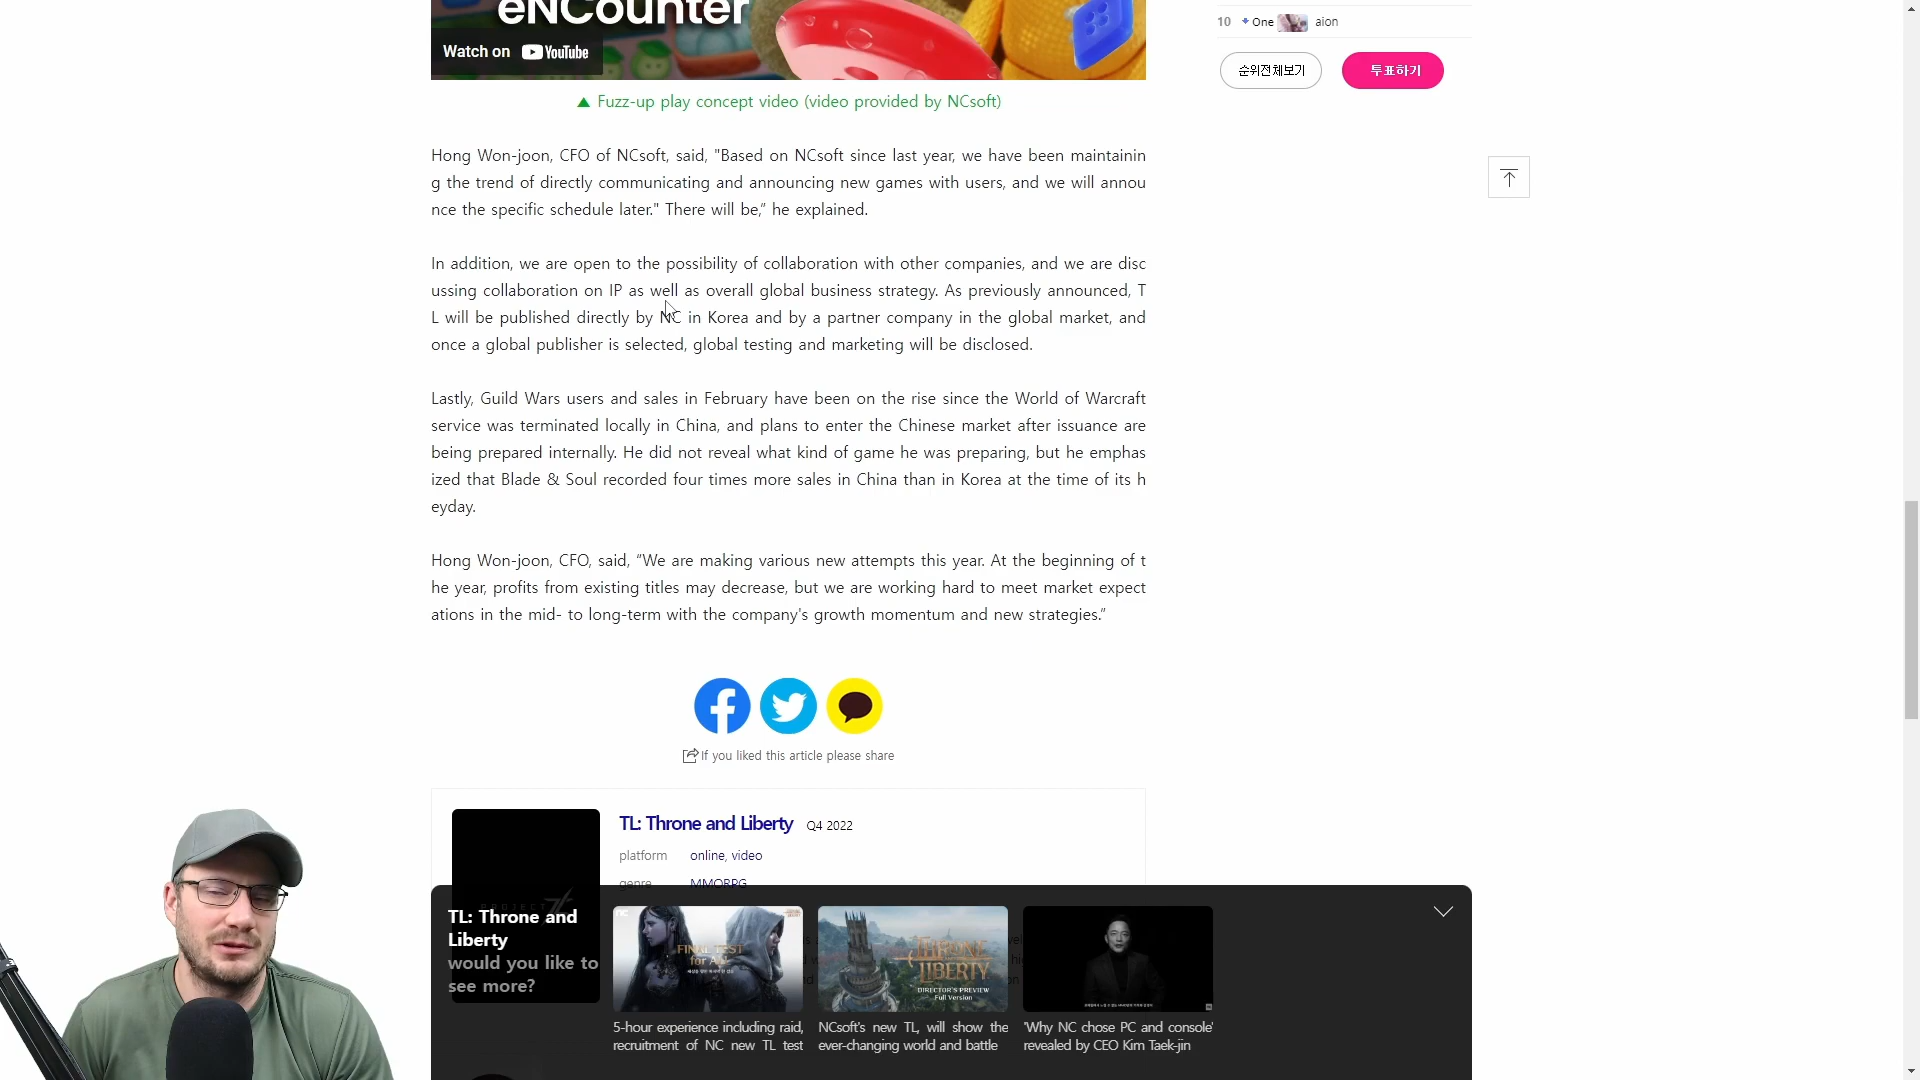 eNCounter
Watch on YouTube
▲ Fuzz-up play concept video (video provided by NCsoft)
Hong Won-joon, CFO of NCsoft, said, "Based on NCsoft since last year, we have been maintainin
g the trend of directly communicating and announcing new games with users, and we will annou
nce the specific schedule later." There will be,” he explained.
In addition, we are open to the possibility of collaboration with other companies, and we are disc
ussing collaboration on IP as well as overall global business strategy. As previously announced, T
L will be published directly by NC in Korea and by a partner company in the global market, and
once a global publisher is selected, global testing and marketing will be disclosed.
Lastly, Guild Wars users and sales in February have been on the rise since the World of Warcraft
service was terminated locally in China, and plans to enter the Chinese market after issuance are
being prepared internally. He did not reveal what kind of game he was preparing, but he emphas
ized that Blade & Soul recorded four times more sales in China than in Korea at the time of its h
eyday.
Hong Won-joon, CFO, said, “We are making various new attempts this year. At the beginning of t
he year, profits from existing titles may decrease, but we are working hard to meet market expect
ations in the mid- to long-term with the company's growth momentum and new strategies.”
If you liked this article please share
TL: Throne and Liberty Q4 2022
platform online, video
genre MMORPG
TL: Throne and
Liberty
would you like to
see more?
FINAL TEST
for All
THRONE
LIBERTY
DIRECTOR'S PREVIEW
Full Version
5-hour experience including raid,
recruitment of NC new TL test
NCsoft's new TL, will show the
ever-changing world and battle
'Why NC chose PC and console'
revealed by CEO Kim Taek-jin
10 One aion
순위전체보기
투표하기